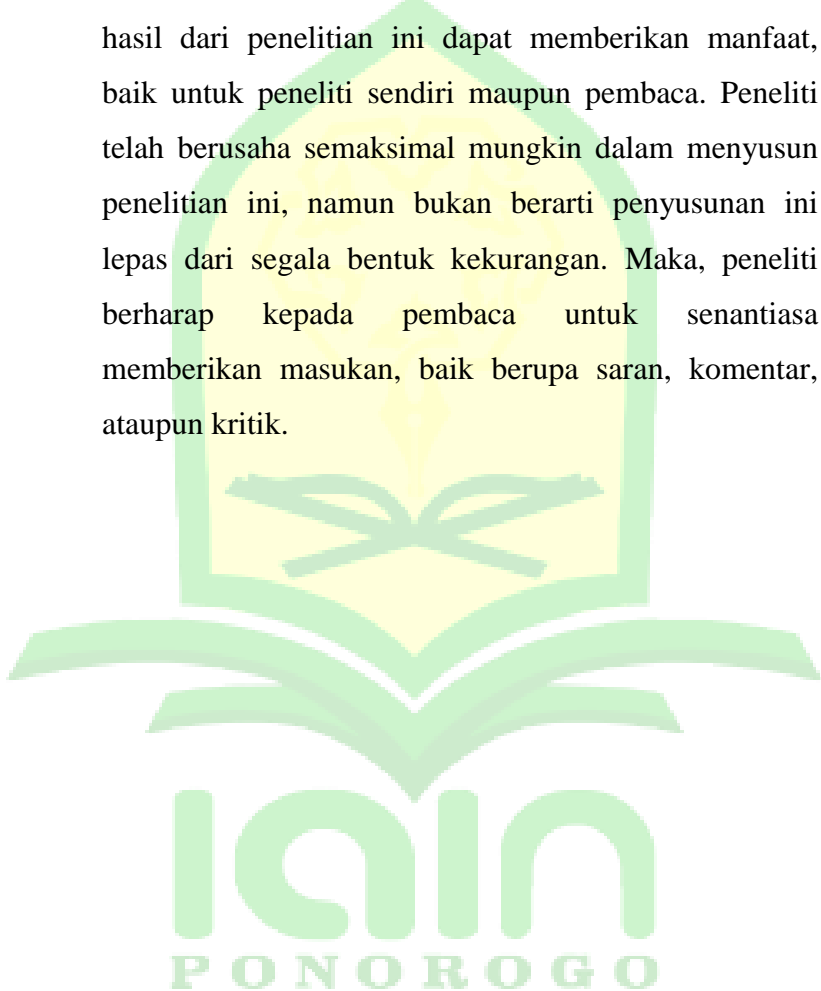 hasil dari penelitian ini dapat memberikan manfaat,
baik untuk peneliti sendiri maupun pembaca. Peneliti
telah berusaha semaksimal mungkin dalam menyusun
penelitian ini, namun bukan berarti penyusunan ini
lepas dari segala bentuk kekurangan. Maka, peneliti
berharap kepada pembaca untuk senantiasa
memberikan masukan, baik berupa saran, komentar,
ataupun kritik.
IAIN
PONOROGO